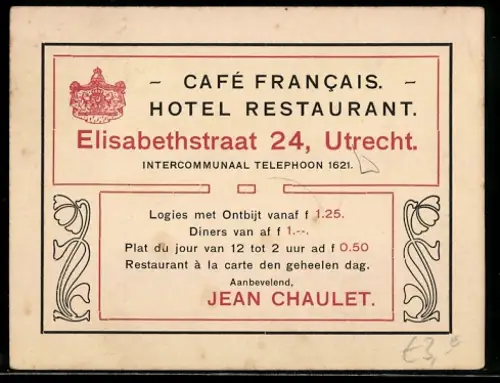 - CAFÉ FRANÇAIS. -
HOTEL RESTAURANT.
Elisabethstraat 24, Utrecht.
INTERCOMMUNAAL TELEPHOON 1621.
Logies met Ontbijt vanaf f 1.25.
Diners van af f 1.--.
Plat du jour van 12 tot 2 uur ad f 0.50
Restaurant à la carte den geheelen dag.
Aanbevelend,
JEAN CHAULET.